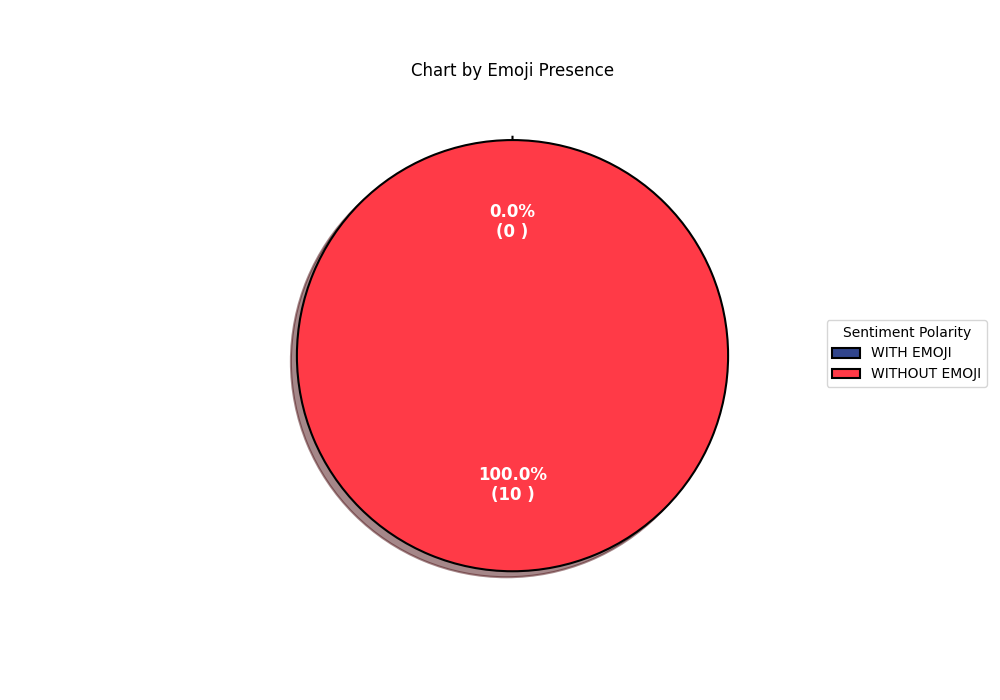 Chart by Emoji Presence
0.0%
(0 )
100.0%
(10 )
Sentiment Polarity
WITH EMOJI
WITHOUT EMOJI